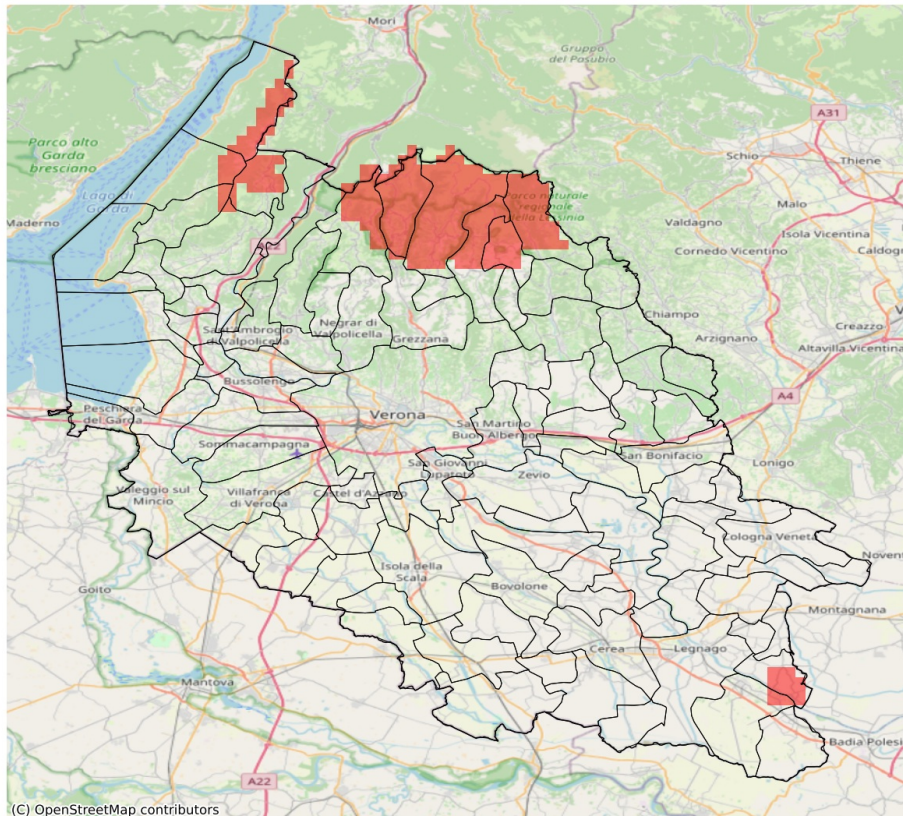 Mori
Gruppo
del Pasubio
A31
Parco alto
Garda
bresciano
Schio
Thiene
Lago di
Garda
Parco naturale
regionale
della Lessinia
Malo
Maderno
Valdagno
Isola Vicentina
A22
Cornedo Vicentino
Caldogno
Chiampo
Negrar di
Valpolicella
Sant'Ambrogio
di Valpolicella
Grezzana
Arzignano
Creazzo
Altavilla Vicentina
Bussolengo
A4
Peschiera
del Garda
Verona
San Martino
Buon Albergo
Sommacampagna
San Bonifacio
Lonigo
San Giovanni
Lupatoto
Zevio
Valeggio sul
Mincio
Villafranca
di Verona
Castel d'Azzano
Cologna Veneta
Noven
Isola della
Scala
Goito
Bovolone
Montagnana
Cerea
Legnago
Mantova
Badia Polesi
A22
(C) OpenStreetMap contributors